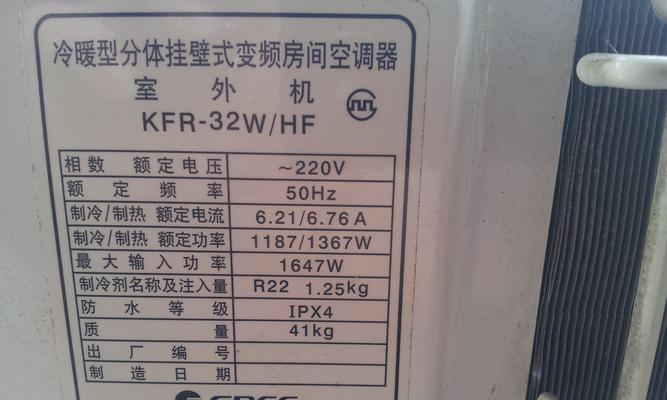 冷暖型分体挂壁式变频房间空调器
室外机
KFR-32W/HF
相数 额定电压 ~220V
额定频率 50Hz
制冷/制热 额定电流 6.21/6.76A
制冷/制热 额定功率 1187/1367W
最大输入功率 1647W
制冷剂名称及注入量 R22 1.25kg
防水等级 IPX4
质量 41kg
出厂编号
制造日期
GREE